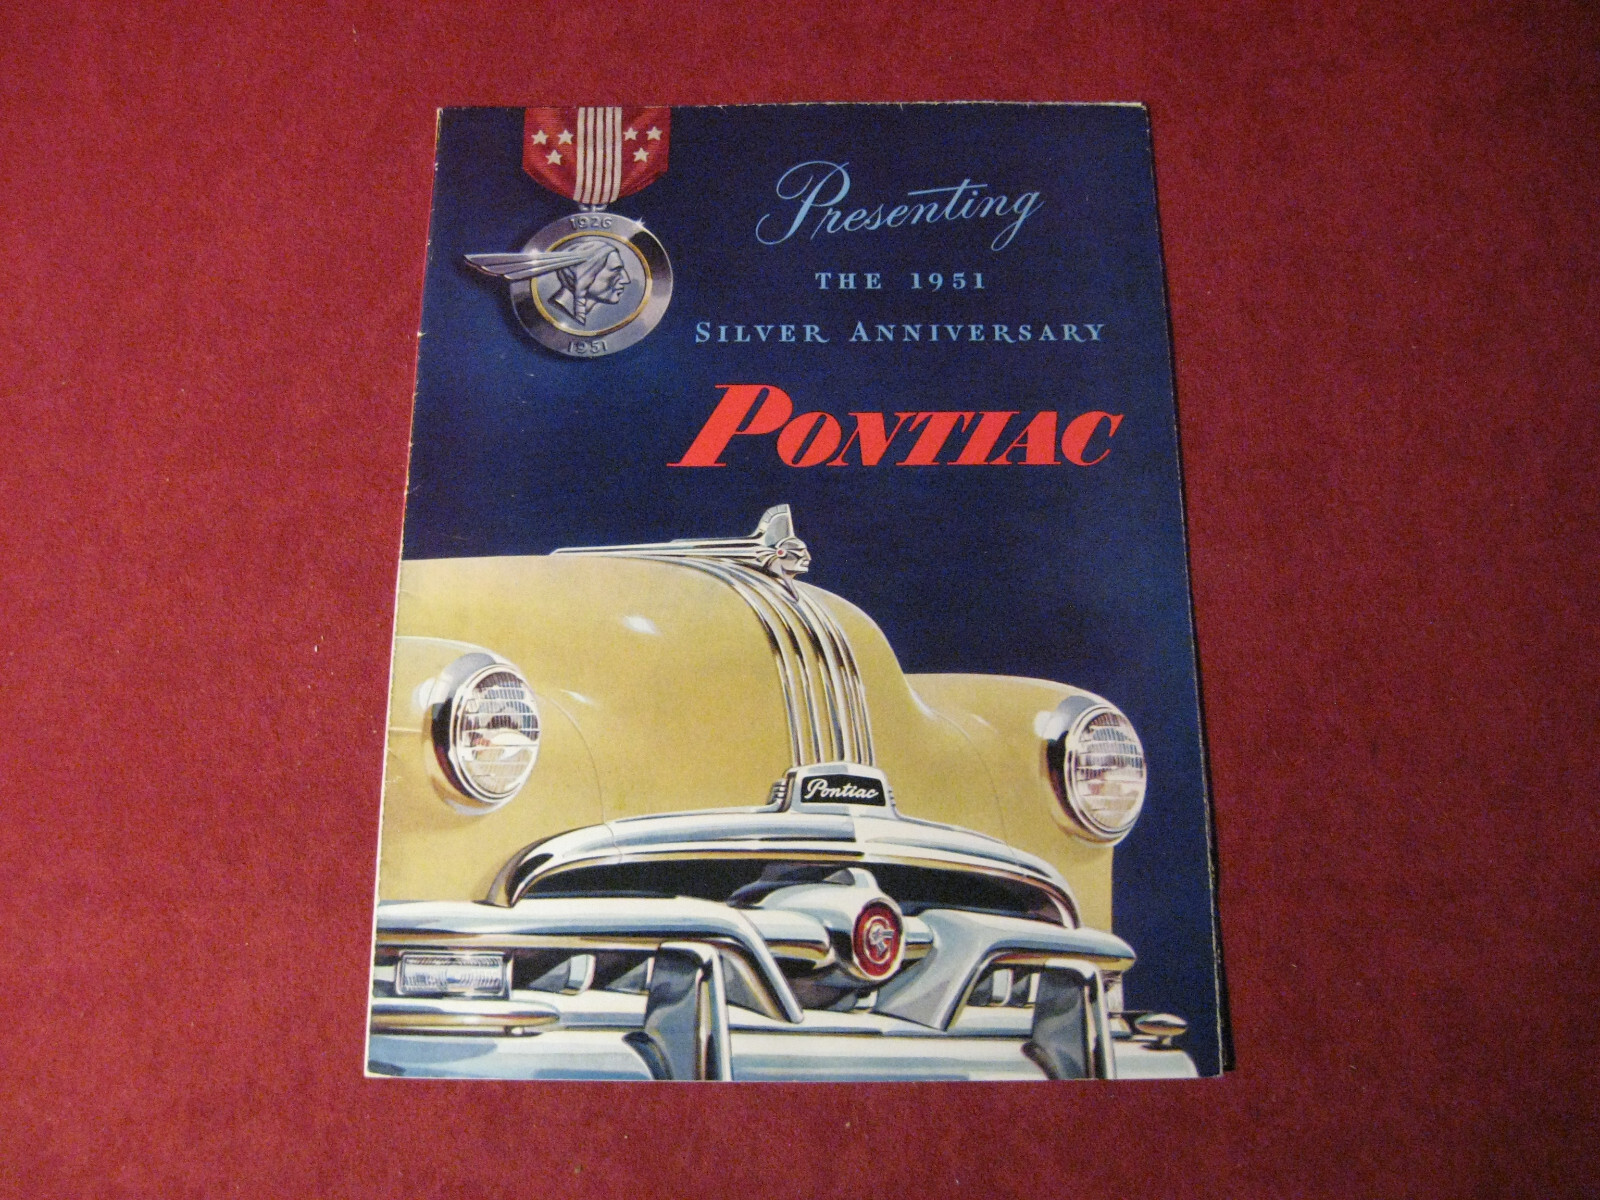 1926
1951
Presenting
THE 1951
SILVER ANNIVERSARY
PONTIAC
Pontiac